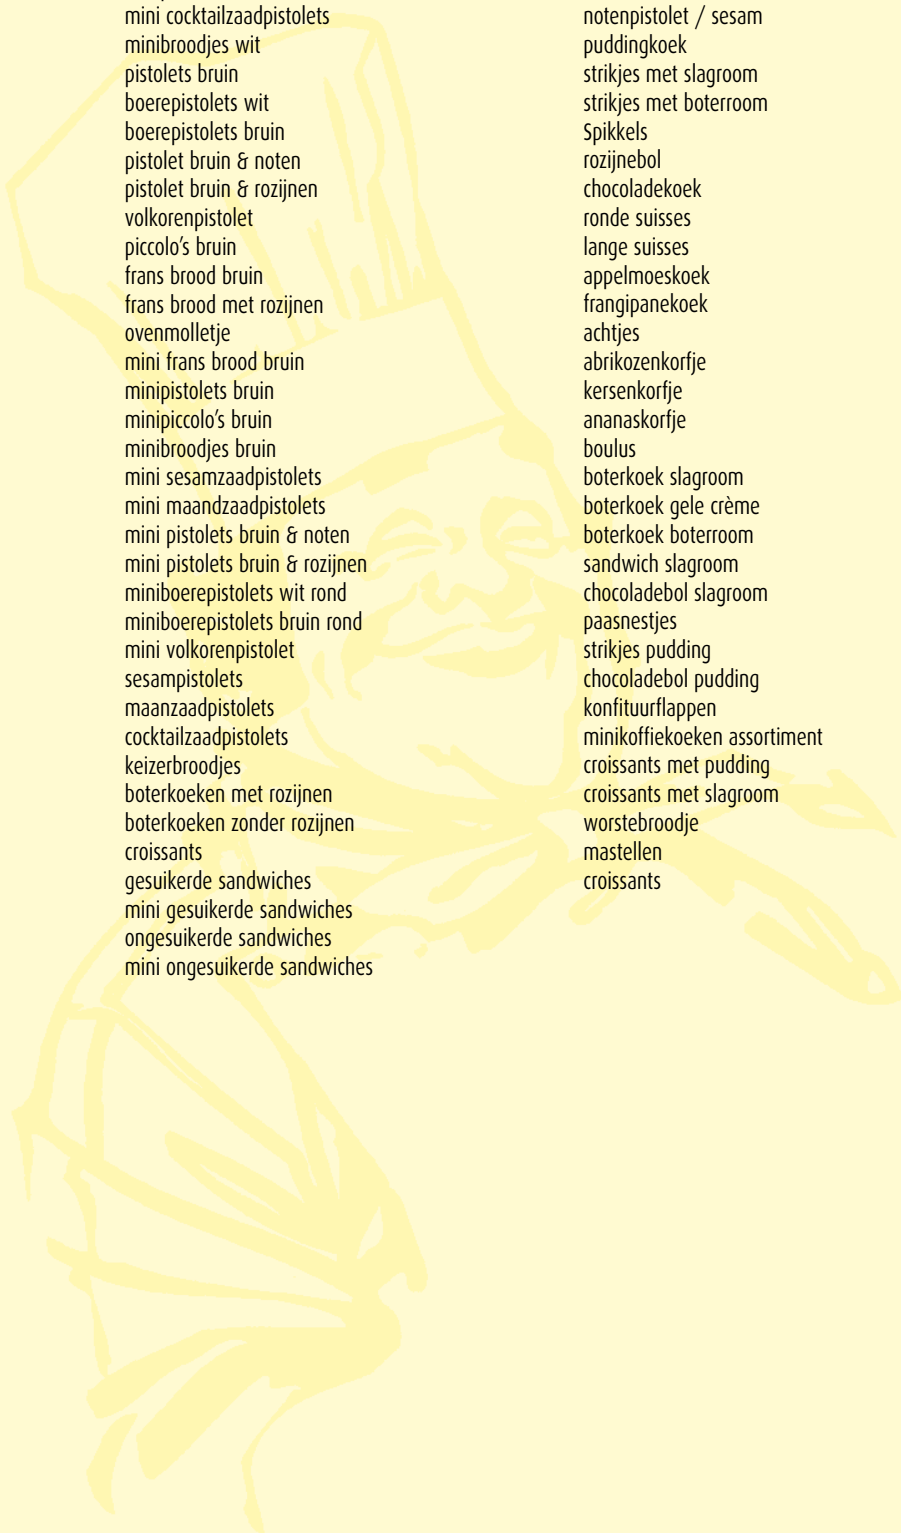 mini cocktailzaadpistolets
minibroodjes wit
pistolets bruin
boerepistolets wit
boerepistolets bruin
pistolet bruin & noten
pistolet bruin & rozijnen
volkorenpistolet
piccolo's bruin
frans brood bruin
frans brood met rozijnen
ovenmolletje
mini frans brood bruin
minipistolets bruin
minipiccolo's bruin
minibroodjes bruin
mini sesamzaadpistolets
mini maandzaadpistolets
mini pistolets bruin & noten
mini pistolets bruin & rozijnen
miniboerepistolets wit rond
miniboerepistolets bruin rond
mini volkorenpistolet
sesampistolets
maanzaadpistolets
cocktailzaadpistolets
keizerbroodjes
boterkoeken met rozijnen
boterkoeken zonder rozijnen
croissants
gesuikerde sandwiches
mini gesuikerde sandwiches
ongesuikerde sandwiches
mini ongesuikerde sandwiches
notenpistolet / sesam
puddingkoek
strikjes met slagroom
strikjes met boterroom
Spikkels
rozijnebol
chocoladekoek
ronde suisses
lange suisses
appelmoeskoek
frangipanekoek
achtjes
abrikozenkorfje
kersenkorfje
ananaskorfje
boulus
boterkoek slagroom
boterkoek gele crème
boterkoek boterroom
sandwich slagroom
chocoladebol slagroom
paasnestjes
strikjes pudding
chocoladebol pudding
konfituurflappen
minikoffiekoeken assortiment
croissants met pudding
croissants met slagroom
worstebroodje
mastellen
croissants